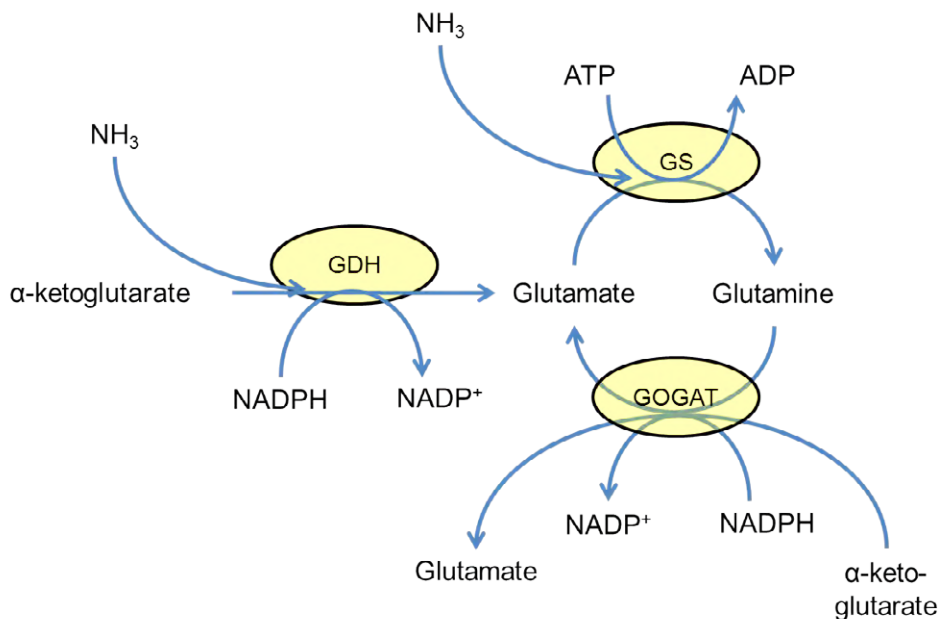 NH₃
ATP
ADP
NH₃
GS
GDH
α-ketoglutarate
Glutamate
Glutamine
NADPH
NADP⁺
GOGAT
NADP⁺
NADPH
Glutamate
α-keto-
glutarate